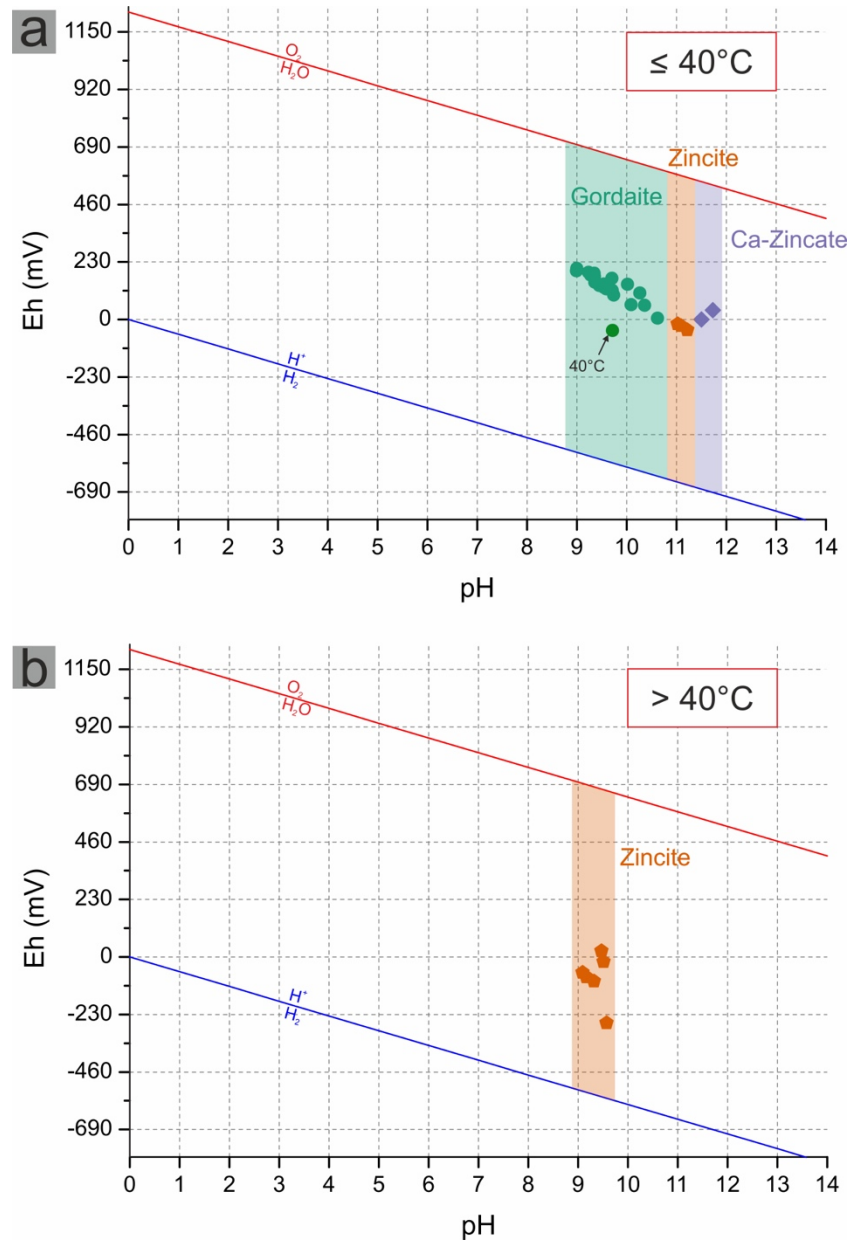 a
≤ 40°C
1150
920
690
460
230
0
-230
-460
-690
Eh (mV)
O₂
H₂O
H⁺
H₂
Gordaite
Zincite
Ca-Zincate
40°C
0 1 2 3 4 5 6 7 8 9 10 11 12 13 14
pH
b
> 40°C
1150
920
690
460
230
0
-230
-460
-690
Eh (mV)
O₂
H₂O
H⁺
H₂
Zincite
0 1 2 3 4 5 6 7 8 9 10 11 12 13 14
pH